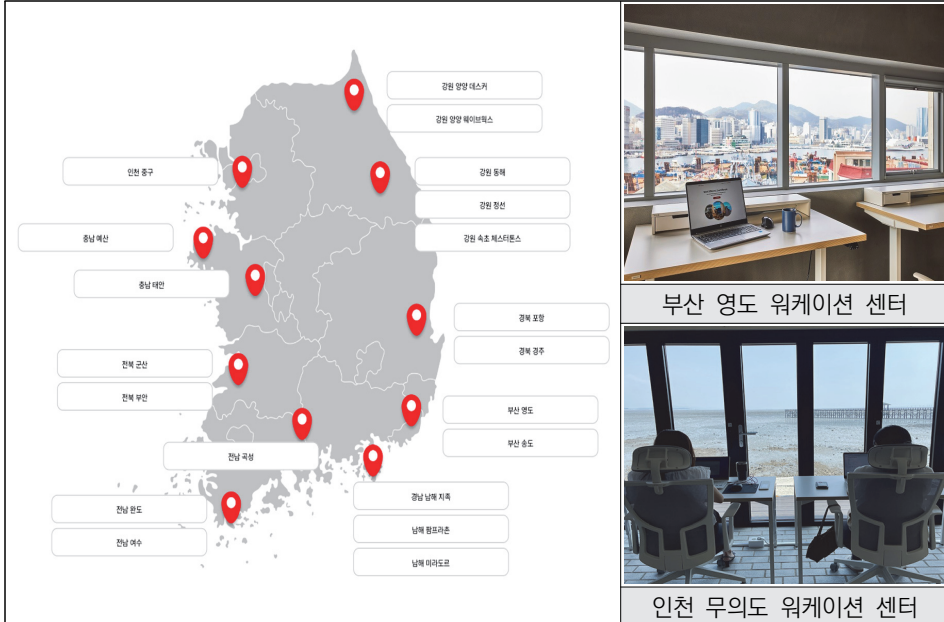 강원 양양 데스커
강원 양양 웨이브웍스
인천 중구
강원 동해
강원 정선
강원 속초 체스터톤스
충남 예산
충남 태안
경북 포항
경북 경주
전북 군산
전북 부안
부산 영도
부산 송도
전남 곡성
전남 완도
전남 여수
경남 남해 지족
남해 팜프라촌
남해 미라도르
부산 영도 워케이션 센터
인천 무의도 워케이션 센터